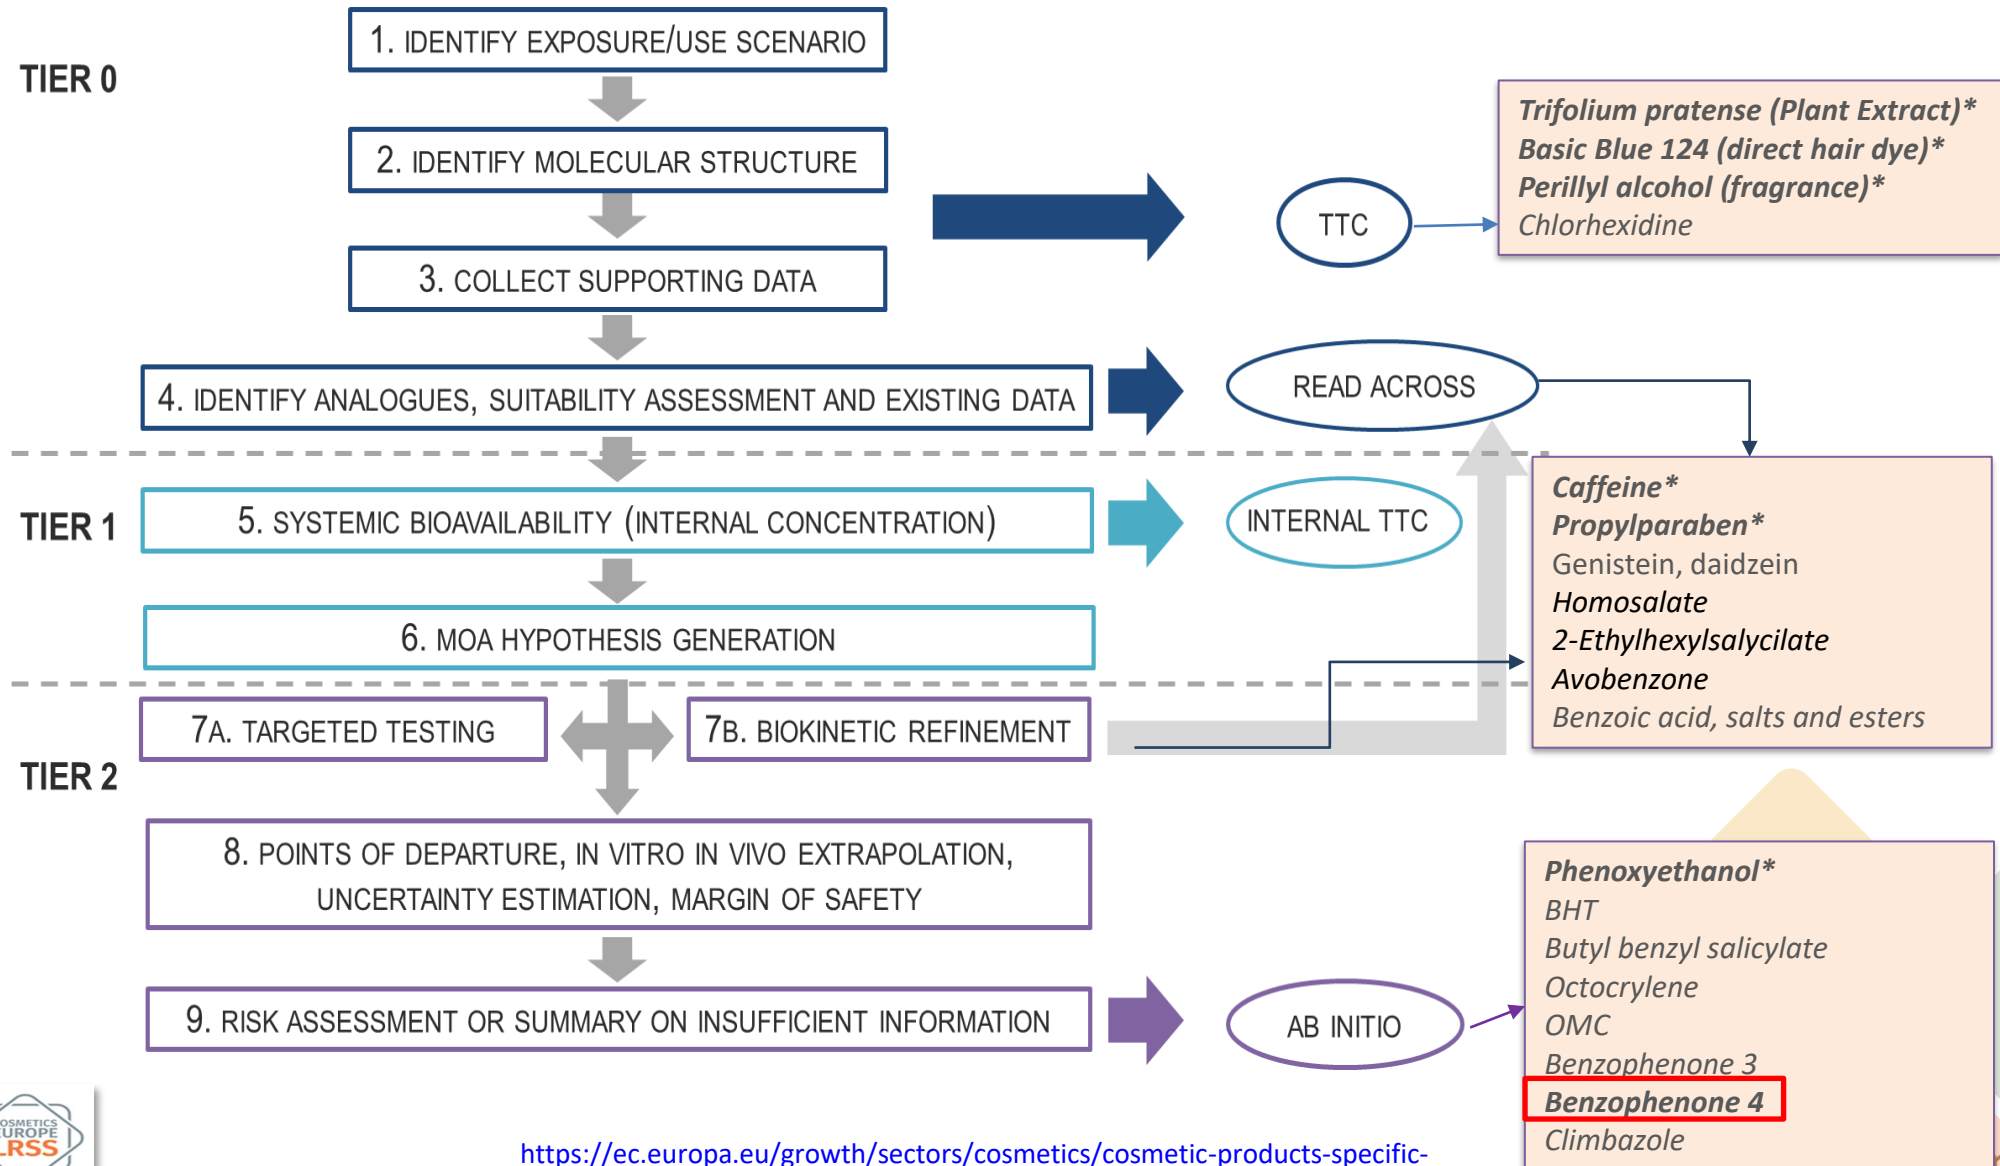 TIER 0
1. IDENTIFY EXPOSURE/USE SCENARIO
2. IDENTIFY MOLECULAR STRUCTURE
3. COLLECT SUPPORTING DATA
4. IDENTIFY ANALOGUES, SUITABILITY ASSESSMENT AND EXISTING DATA
TTC
Trifolium pratense (Plant Extract)*
Basic Blue 124 (direct hair dye)*
Perillyl alcohol (fragrance)*
Chlorhexidine
READ ACROSS
TIER 1
5. SYSTEMIC BIOAVAILABILITY (INTERNAL CONCENTRATION)
INTERNAL TTC
6. MOA HYPOTHESIS GENERATION
Caffeine*
Propylparaben*
Genistein, daidzein
Homosalate
2-Ethylhexylsalycilate
Avobenzone
Benzoic acid, salts and esters
TIER 2
7A. TARGETED TESTING
7B. BIOKINETIC REFINEMENT
8. POINTS OF DEPARTURE, IN VITRO IN VIVO EXTRAPOLATION,
UNCERTAINTY ESTIMATION, MARGIN OF SAFETY
9. RISK ASSESSMENT OR SUMMARY ON INSUFFICIENT INFORMATION
AB INITIO
Phenoxyethanol*
BHT
Butyl benzyl salicylate
Octocrylene
OMC
Benzophenone 3
Benzophenone 4
Climbazole
COSMETICS
EUROPE
LRSS
https://ec.europa.eu/growth/sectors/cosmetics/cosmetic-products-specific-